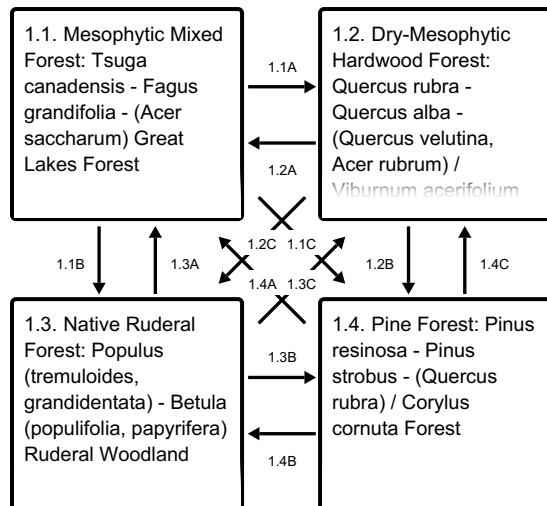 1.1. Mesophytic Mixed
Forest: Tsuga
canadensis - Fagus
grandifolia - (Acer
saccharum) Great
Lakes Forest
1.1A
1.2A
1.2. Dry-Mesophytic
Hardwood Forest:
Quercus rubra -
Quercus alba -
(Quercus velutina,
Acer rubrum) /
Viburnum acerifolium
1.1B
1.3A
1.2C
1.1C
1.4A
1.3C
1.2B
1.4C
1.3. Native Ruderal
Forest: Populus
(tremuloides,
grandidentata) - Betula
(populifolia, papyrifera)
Ruderal Woodland
1.3B
1.4B
1.4. Pine Forest: Pinus
resinosa - Pinus
strobus - (Quercus
rubra) / Corylus
cornuta Forest